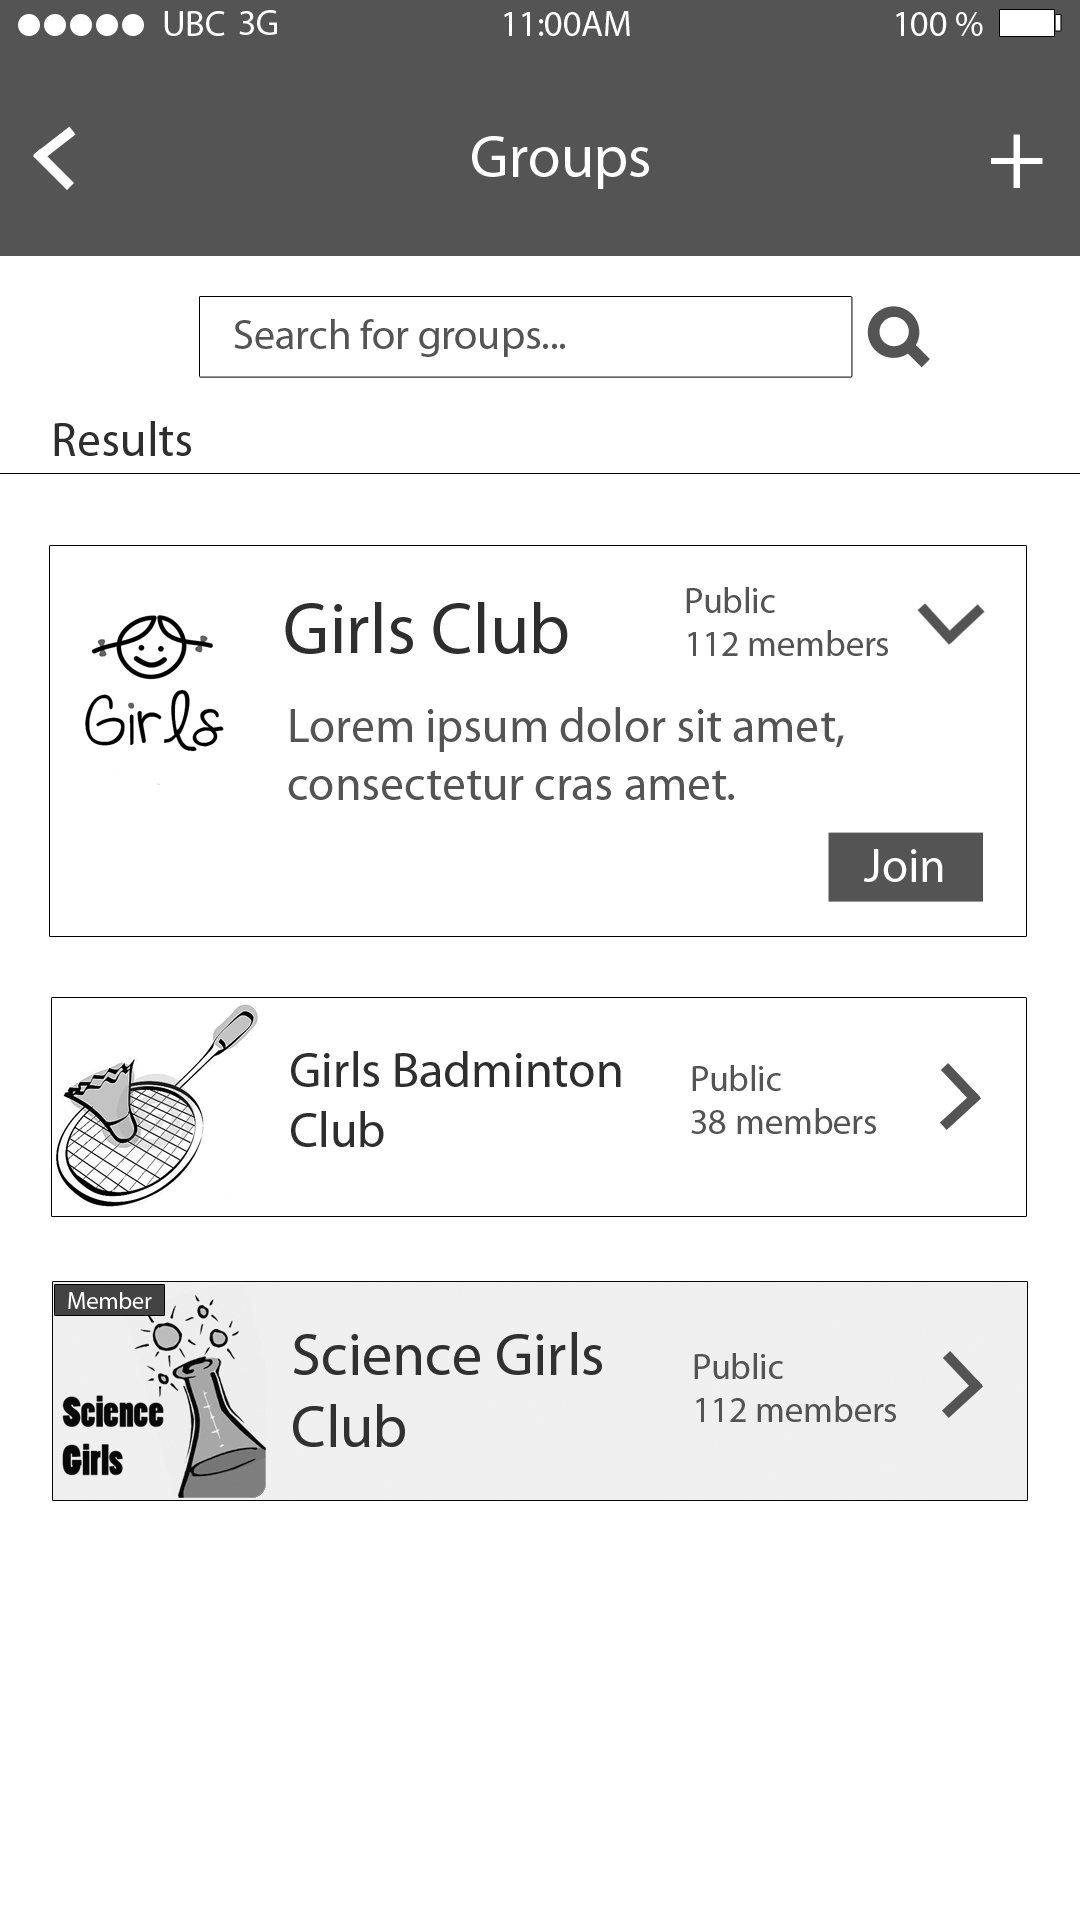 UBC 3G 11:00AM 100 %
Groups
Search for groups...
Results
Girls Club
Public
112 members
Girls
Lorem ipsum dolor sit amet,
consectetur cras amet.
Join
Girls Badminton
Club
Public
38 members
Member
Science
Girls
Science Girls
Club
Public
112 members